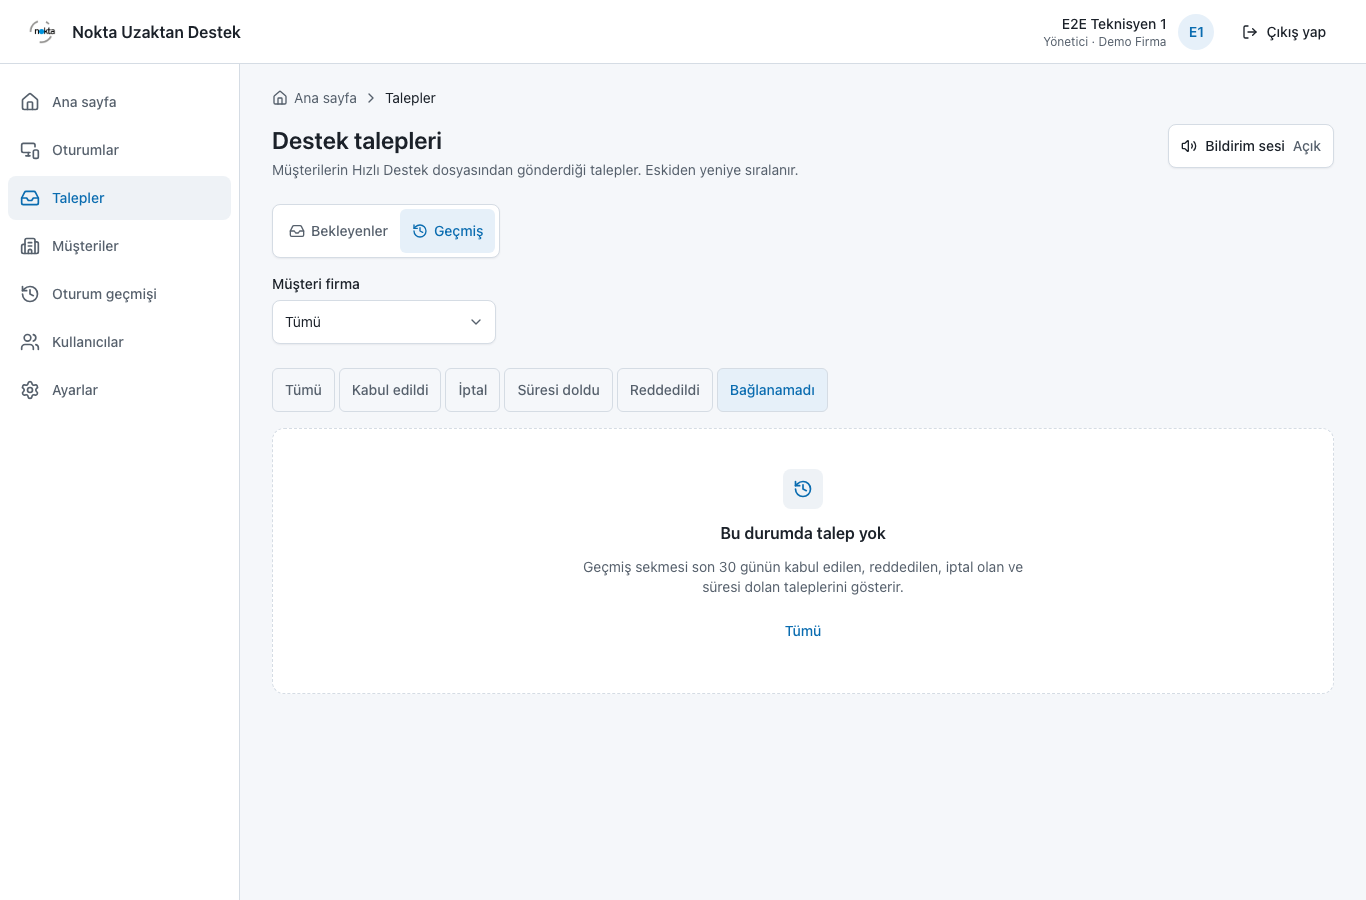 nokta
Nokta Uzaktan Destek
E2E Teknisyen 1
Yönetici · Demo Firma
E1
Çıkış yap
Ana sayfa
Oturumlar
Talepler
Müşteriler
Oturum geçmişi
Kullanıcılar
Ayarlar
Ana sayfa
Talepler
Destek talepleri
Müşterilerin Hızlı Destek dosyasından gönderdiği talepler. Eskiden yeniye sıralanır.
Bildirim sesi Açık
Bekleyenler
Geçmiş
Müşteri firma
Tümü
Tümü
Kabul edildi
İptal
Süresi doldu
Reddedildi
Bağlanamadı
Bu durumda talep yok
Geçmiş sekmesi son 30 günün kabul edilen, reddedilen, iptal olan ve
süresi dolan taleplerini gösterir.
Tümü